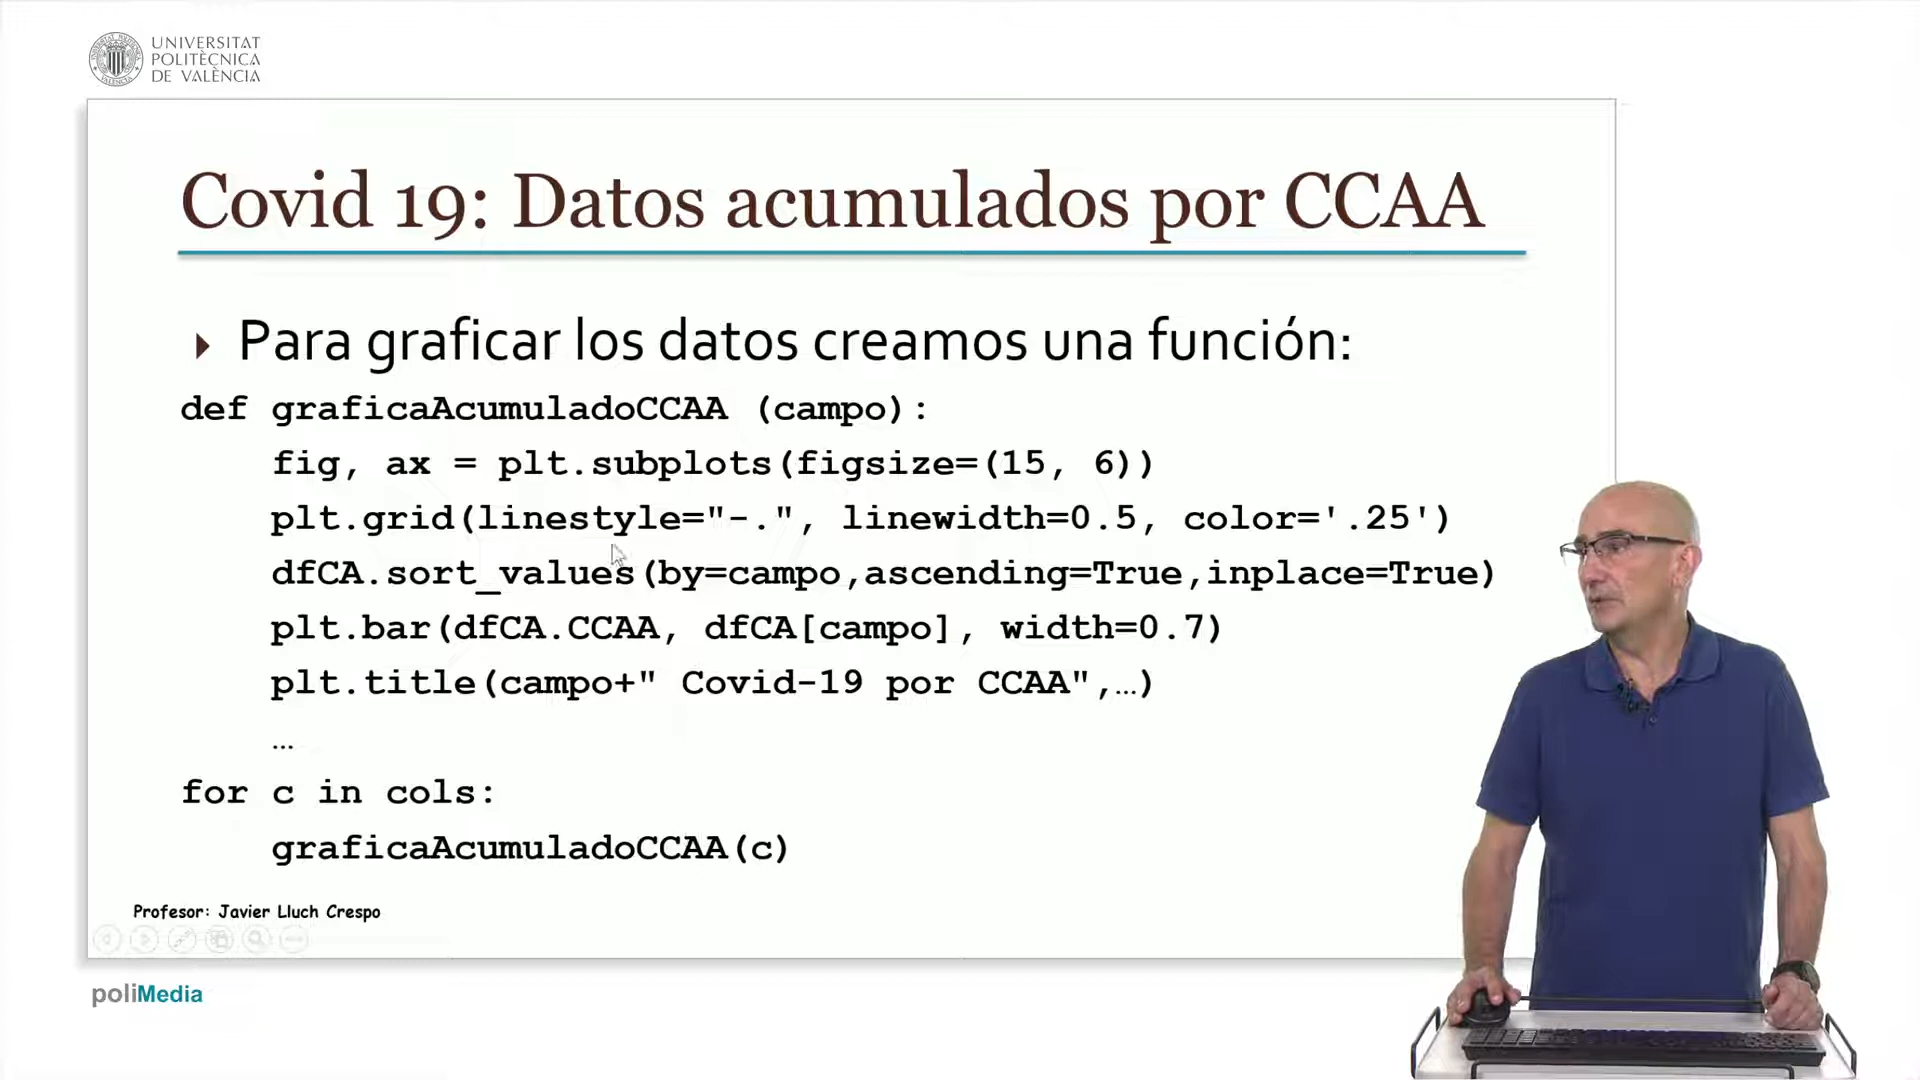 UNIVERSITAT
POLITÈCNICA
DE VALÈNCIA
Covid 19: Datos acumulados por CCAA
Para graficar los datos creamos una función:
def graficaAcumuladoCCAA (campo):
fig, ax = plt.subplots(figsize=(15, 6))
plt.grid(linestyle="-.", linewidth=0.5, color='.25')
dfCA.sort_values(by=campo,ascending=True,inplace=True)
plt.bar(dfCA.CCAA, dfCA[campo], width=0.7)
plt.title(campo+" Covid-19 por CCAA",…)
…
for c in cols:
graficaAcumuladoCCAA(c)
Profesor: Javier Lluch Crespo
poliMedia